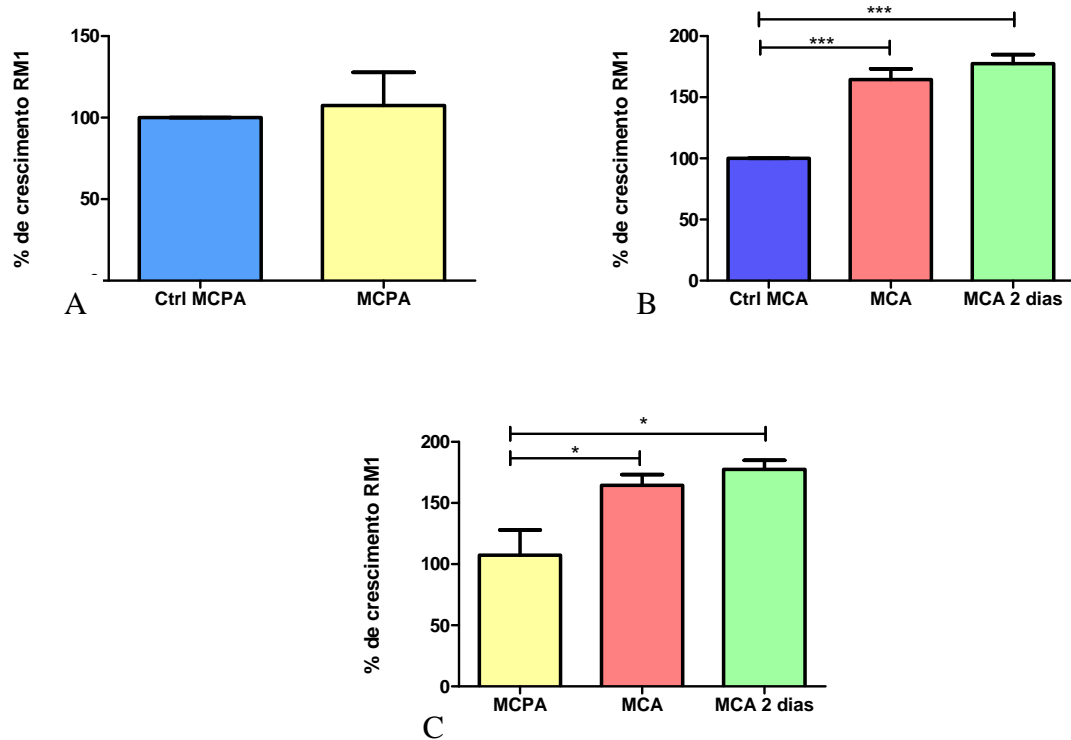 % de crescimento RM1
150
100
50
-
Ctrl MCPA MCPA
A
% de crescimento RM1
200
150
100
50
0
***
***
Ctrl MCA MCA MCA 2 dias
B
% de crescimento RM1
200
150
100
50
0
*
*
MCPA MCA MCA 2 dias
C